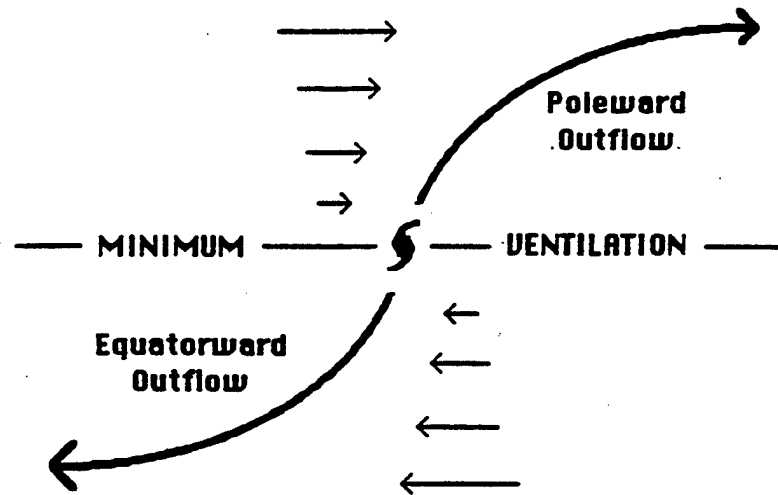 Poleward
Outflow
MINIMUM VENTILATION
Equatorward
Outflow